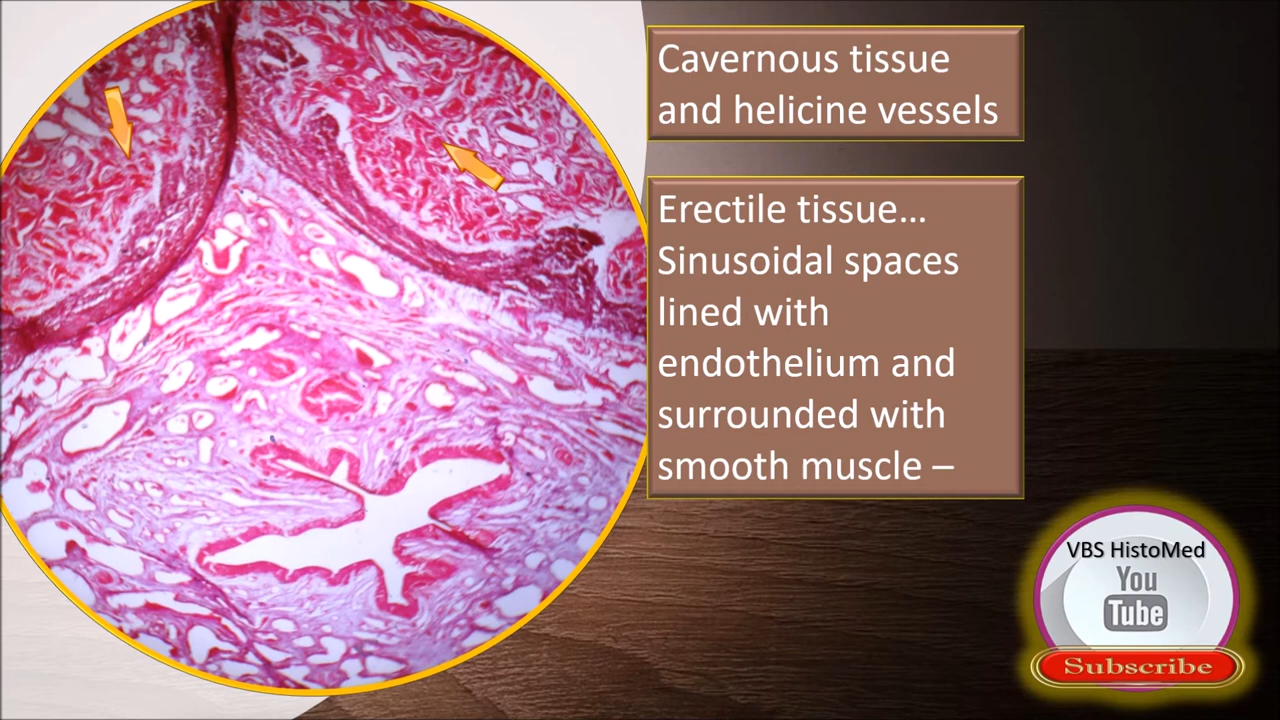 Cavernous tissue
and helicine vessels
Erectile tissue...
Sinusoidal spaces
lined with
endothelium and
surrounded with
smooth muscle –
VBS HistoMed
You
Tube
Subscribe